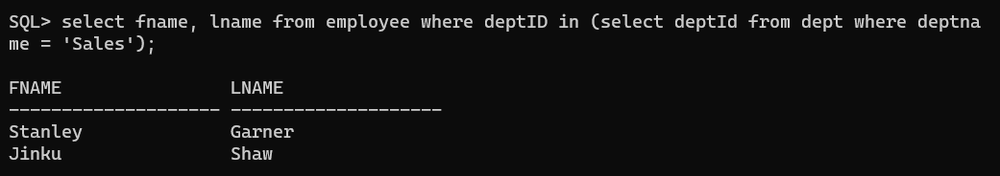 SQL> select fname, lname from employee where deptID in (select deptId from dept where deptna
me = 'Sales');
FNAME                LNAME
-------------------- --------------------
Stanley              Garner
Jinku                Shaw